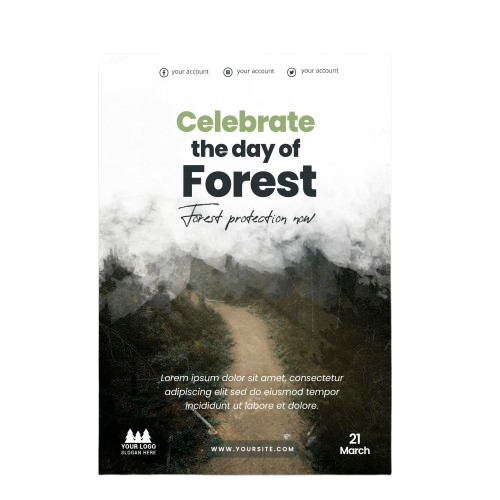 your account your account your account
Celebrate
the day of
Forest
Forest protection now
Lorem ipsum dolor sit amet, consectetur
adipiscing elit sed do eiusmod tempor
incididunt ut labore et dolore.
YOUR LOGO
SLOGAN HERE
WWW.YOURSITE.COM
21
March